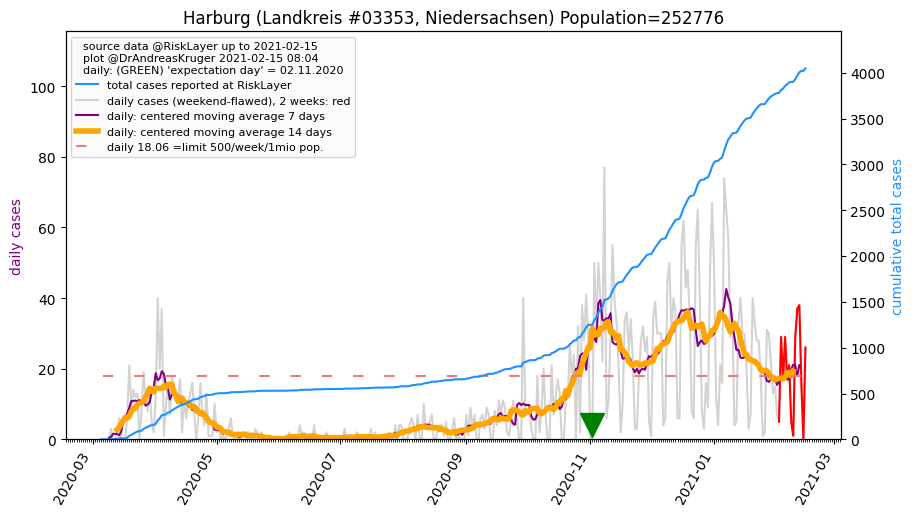 Harburg (Landkreis #03353, Niedersachsen) Population=252776
source data @RiskLayer up to 2021-02-15
plot @DrAndreasKruger 2021-02-15 08:04
daily: (GREEN) 'expectation day' = 02.11.2020
total cases reported at RiskLayer
daily cases (weekend-flawed), 2 weeks: red
daily: centered moving average 7 days
daily: centered moving average 14 days
daily 18.06 =limit 500/week/1mio pop.
daily cases
100
80
60
40
20
0
cumulative total cases
4000
3500
3000
2500
2000
1500
1000
500
0
2020-03
2020-05
2020-07
2020-09
2020-11
2021-01
2021-03